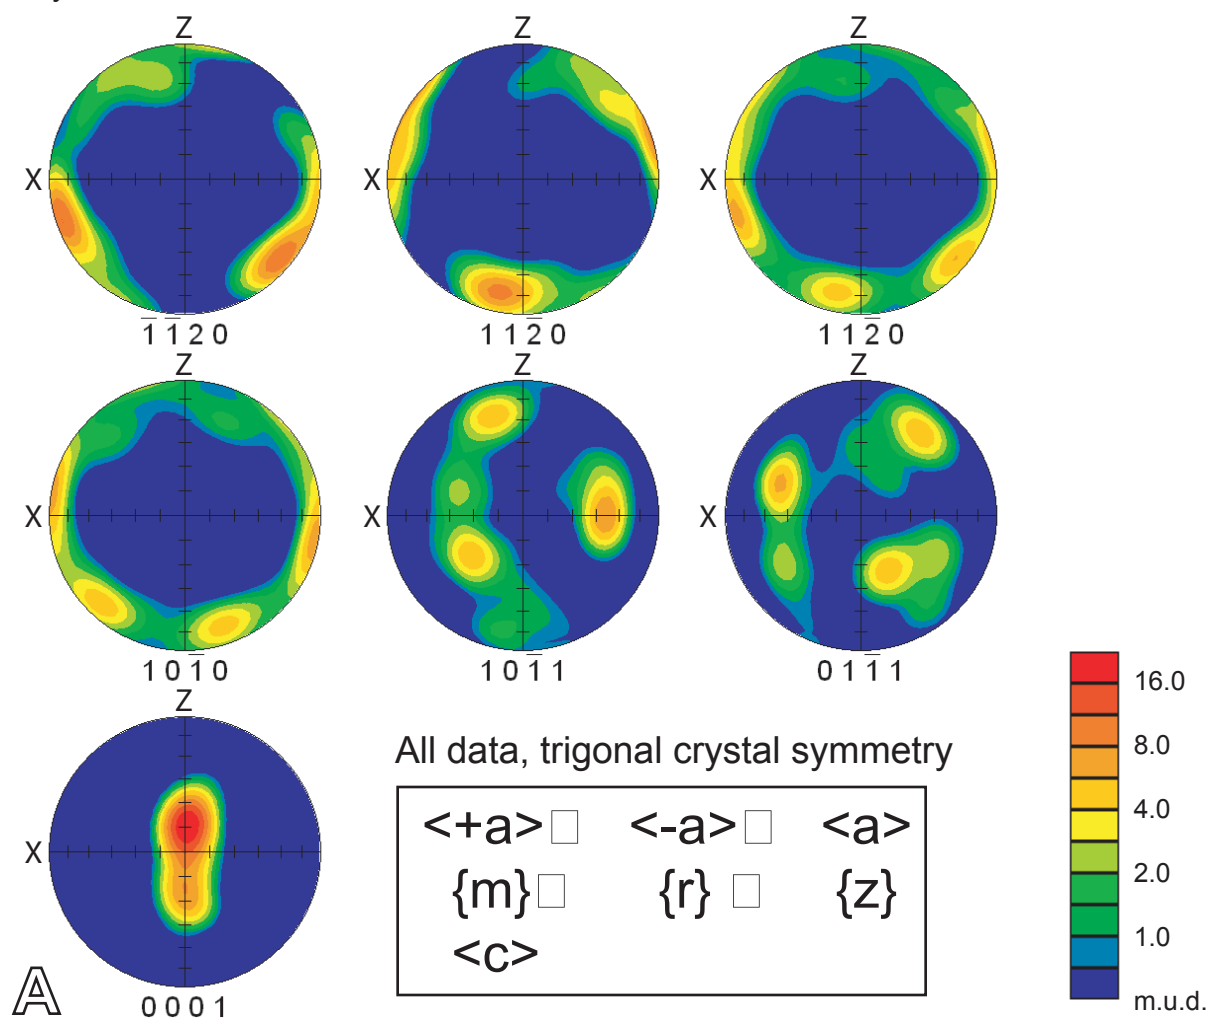 Z Z Z
X X X
1̅ 1̅ 2 0 1 1 2̅ 0 1 1 2̅ 0
Z Z Z
X X X
1 0 1̅ 0 1 0 1̅ 1 0 1 1̅ 1
Z
X
0 0 0 1
A
All data, trigonal crystal symmetry
<+a>□ <-a>□ <a>
{m}□ {r} □ {z}
<c>
16.0
8.0
4.0
2.0
1.0
m.u.d.